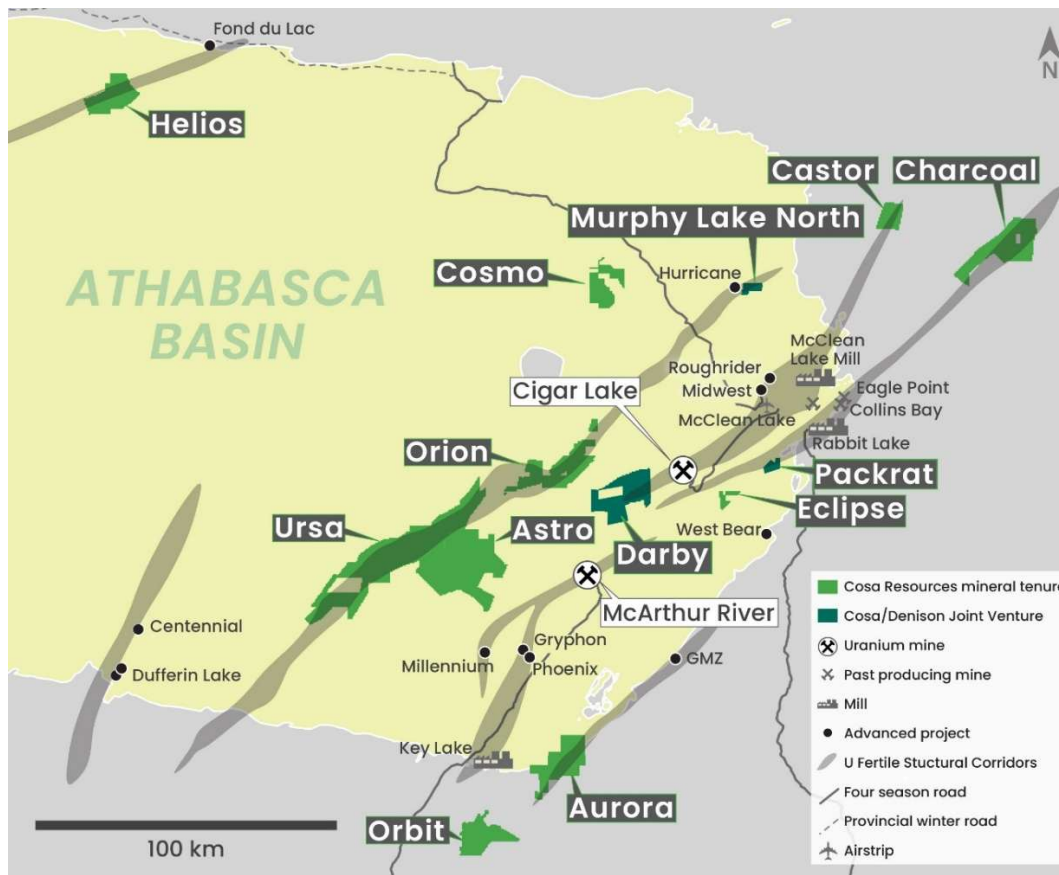 Fond du Lac
N
Helios
Castor
Charcoal
Murphy Lake North
Cosmo
Hurricane
ATHABASCA
BASIN
McClean
Lake Mill
Roughrider
Midwest
Cigar Lake
Eagle Point
McClean Lake
Collins Bay
Rabbit Lake
Orion
Packrat
Eclipse
Ursa
Astro
West Bear
Darby
McArthur River
Centennial
Gryphon
Millennium
Phoenix
GMZ
Dufferin Lake
Key Lake
Aurora
Orbit
100 km
Cosa Resources mineral tenure
Cosa/Denison Joint Venture
Uranium mine
Past producing mine
Mill
Advanced project
U Fertile Stuctural Corridors
Four season road
Provincial winter road
Airstrip